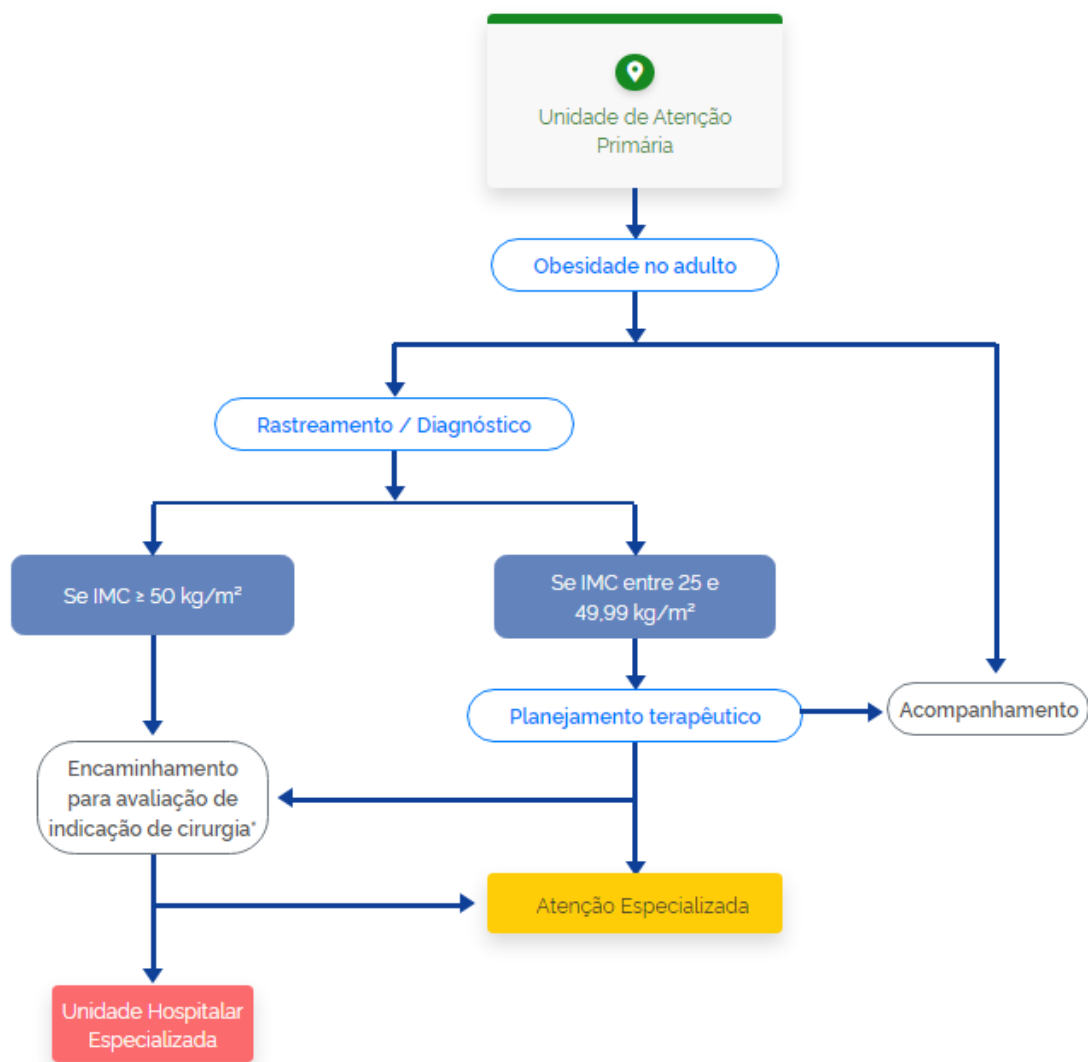 Unidade de Atenção
Primária
Obesidade no adulto
Rastreamento / Diagnóstico
Se IMC ≥ 50 kg/m²
Se IMC entre 25 e
49,99 kg/m²
Planejamento terapêutico
Acompanhamento
Encaminhamento
para avaliação de
indicação de cirurgia*
Atenção Especializada
Unidade Hospitalar
Especializada